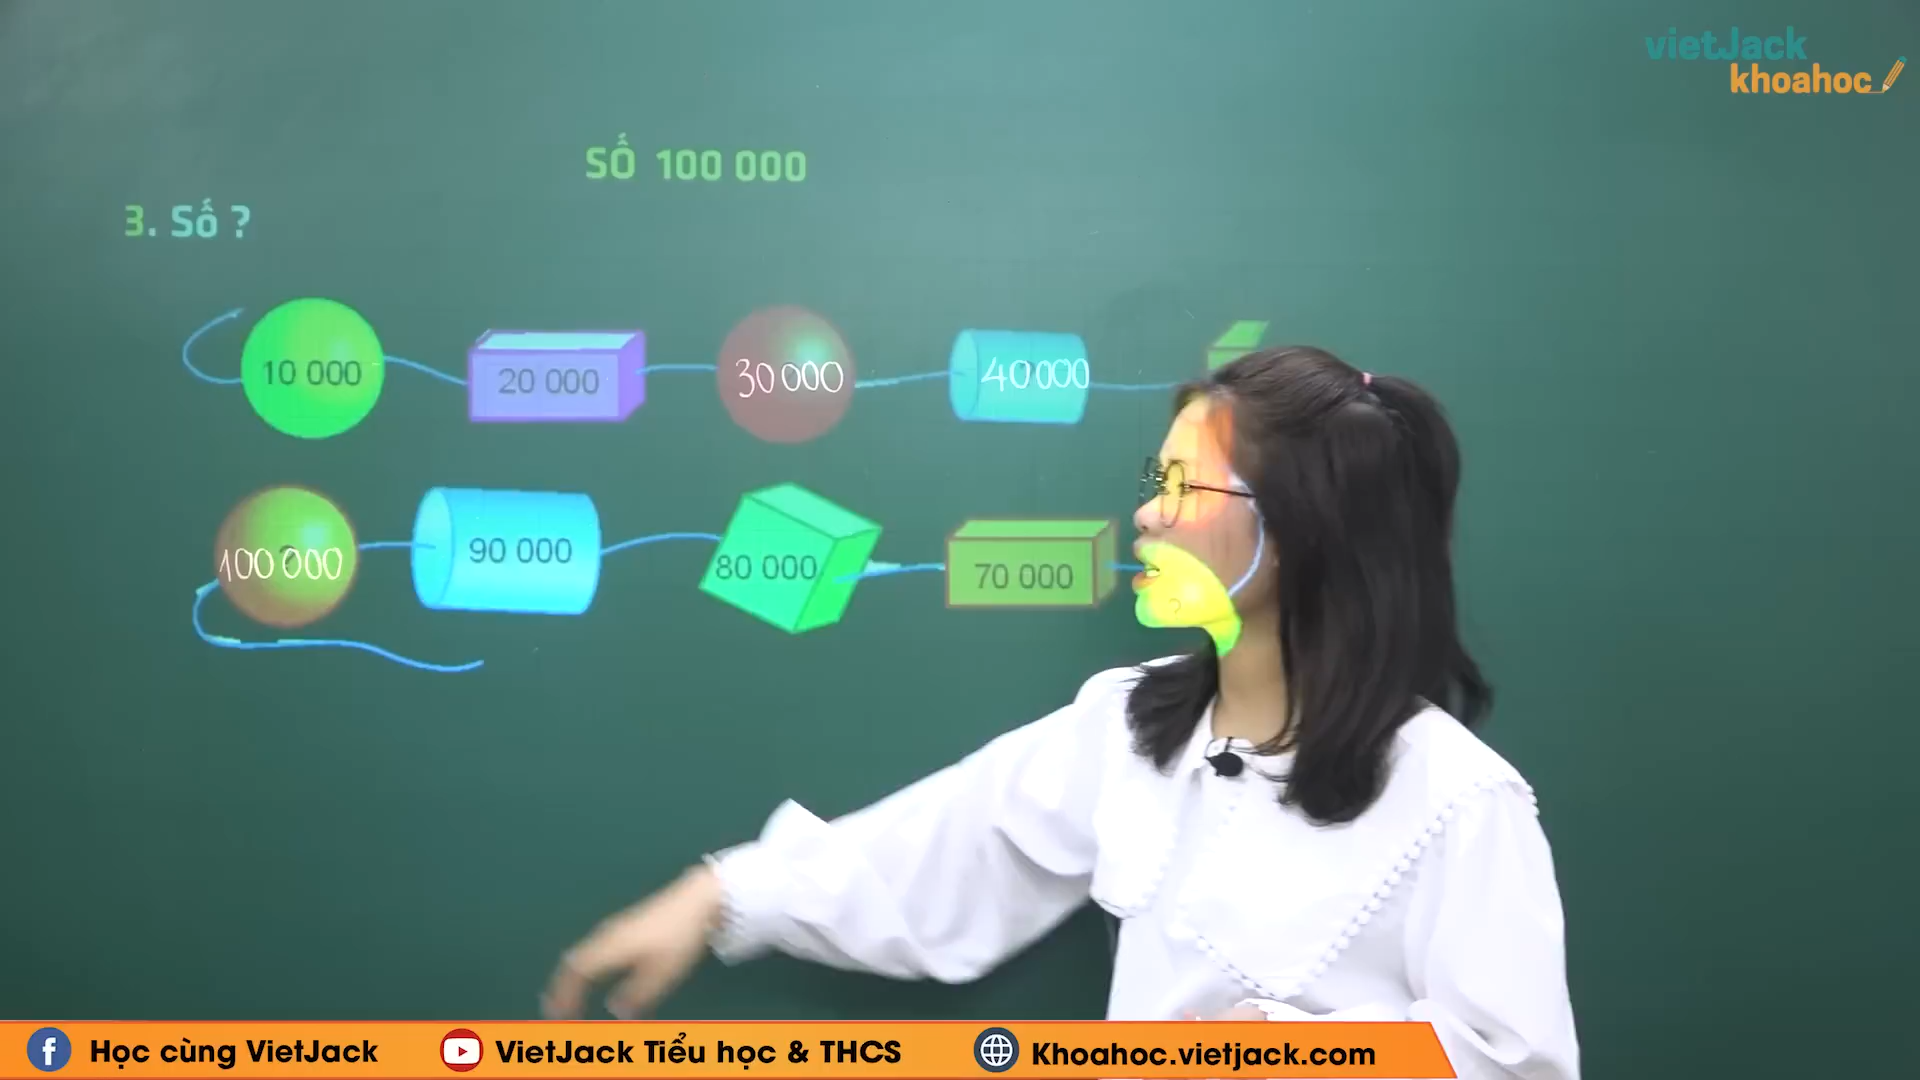 vietJack
khoahoc
SỐ 100 000
3. Số ?
10 000
20 000
30 000
40 000
100 000
90 000
80 000
70 000
?
Học cùng VietJack
VietJack Tiểu học & THCS
Khoahoc.vietjack.com